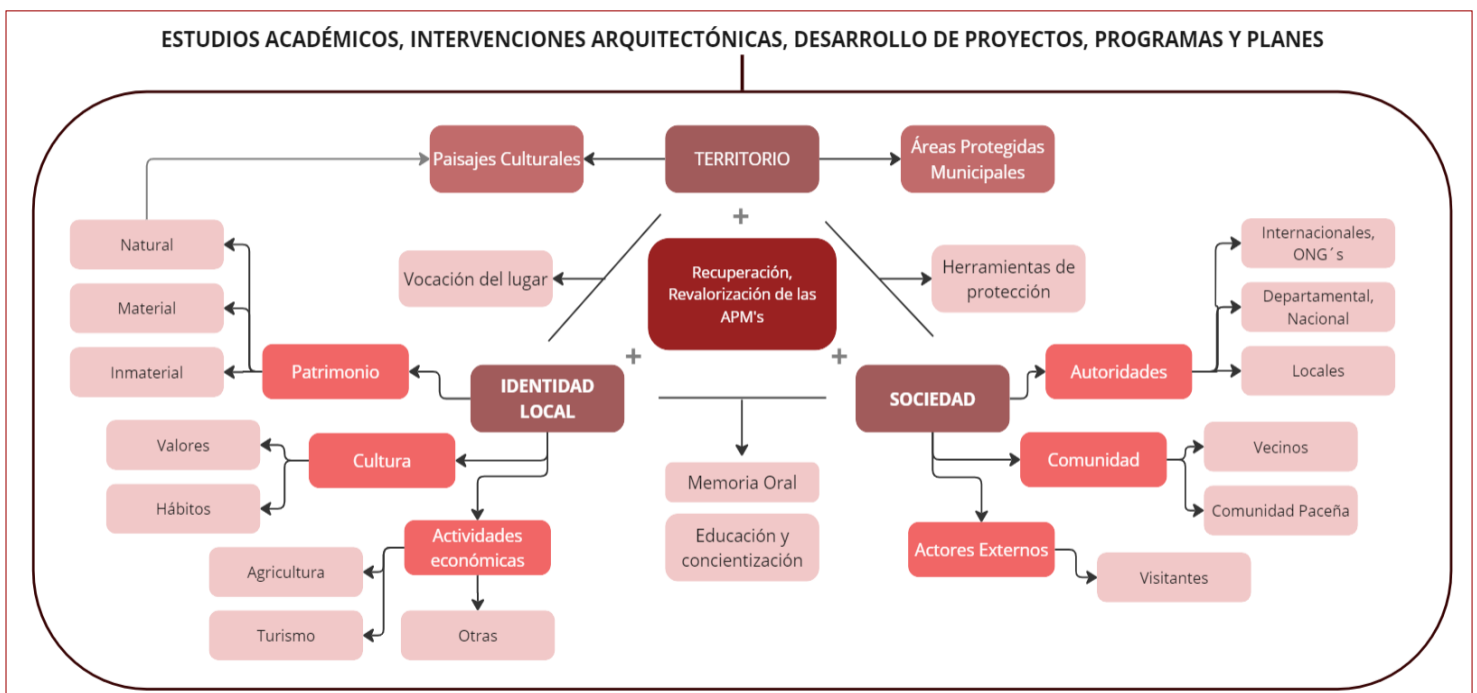 ESTUDIOS ACADÉMICOS, INTERVENCIONES ARQUITECTÓNICAS, DESARROLLO DE PROYECTOS, PROGRAMAS Y PLANES
Paisajes Culturales
TERRITORIO
Áreas Protegidas
Municipales
+
Natural
Material
Inmaterial
Vocación del lugar
Recuperación,
Revalorización de las
APM's
Herramientas de
protección
Internacionales,
ONG´s
Departamental,
Nacional
Locales
+
+
Patrimonio
IDENTIDAD
LOCAL
SOCIEDAD
Autoridades
Valores
Hábitos
Cultura
Memoria Oral
Educación y
concientización
Comunidad
Vecinos
Comunidad Paceña
Actividades
económicas
Agricultura
Turismo
Otras
Actores Externos
Visitantes